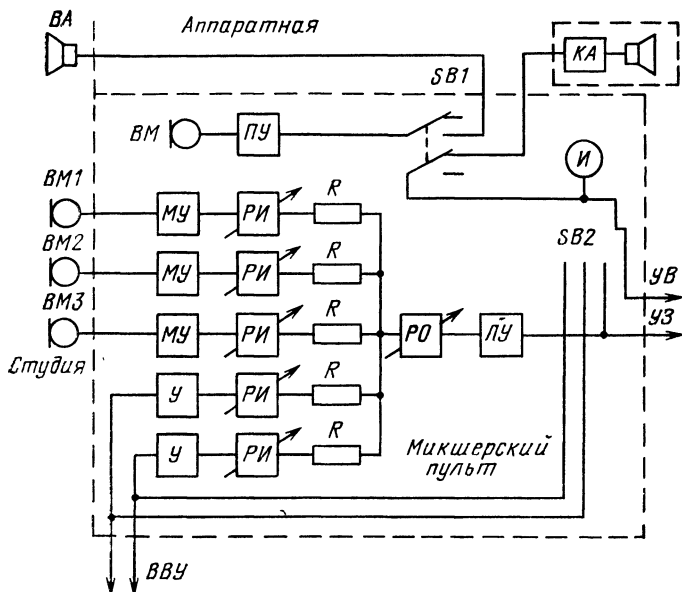 ВА
Аппаратная
КА
SB1
ВМ
ПУ
И
ВМ1
МУ
РИ
R
SB2
ВМ2
МУ
РИ
R
УВ
ВМ3
МУ
РИ
R
РО
ЛУ
УЗ
Студия
У
РИ
R
У
РИ
R
Микшерский
пульт
ВВУ